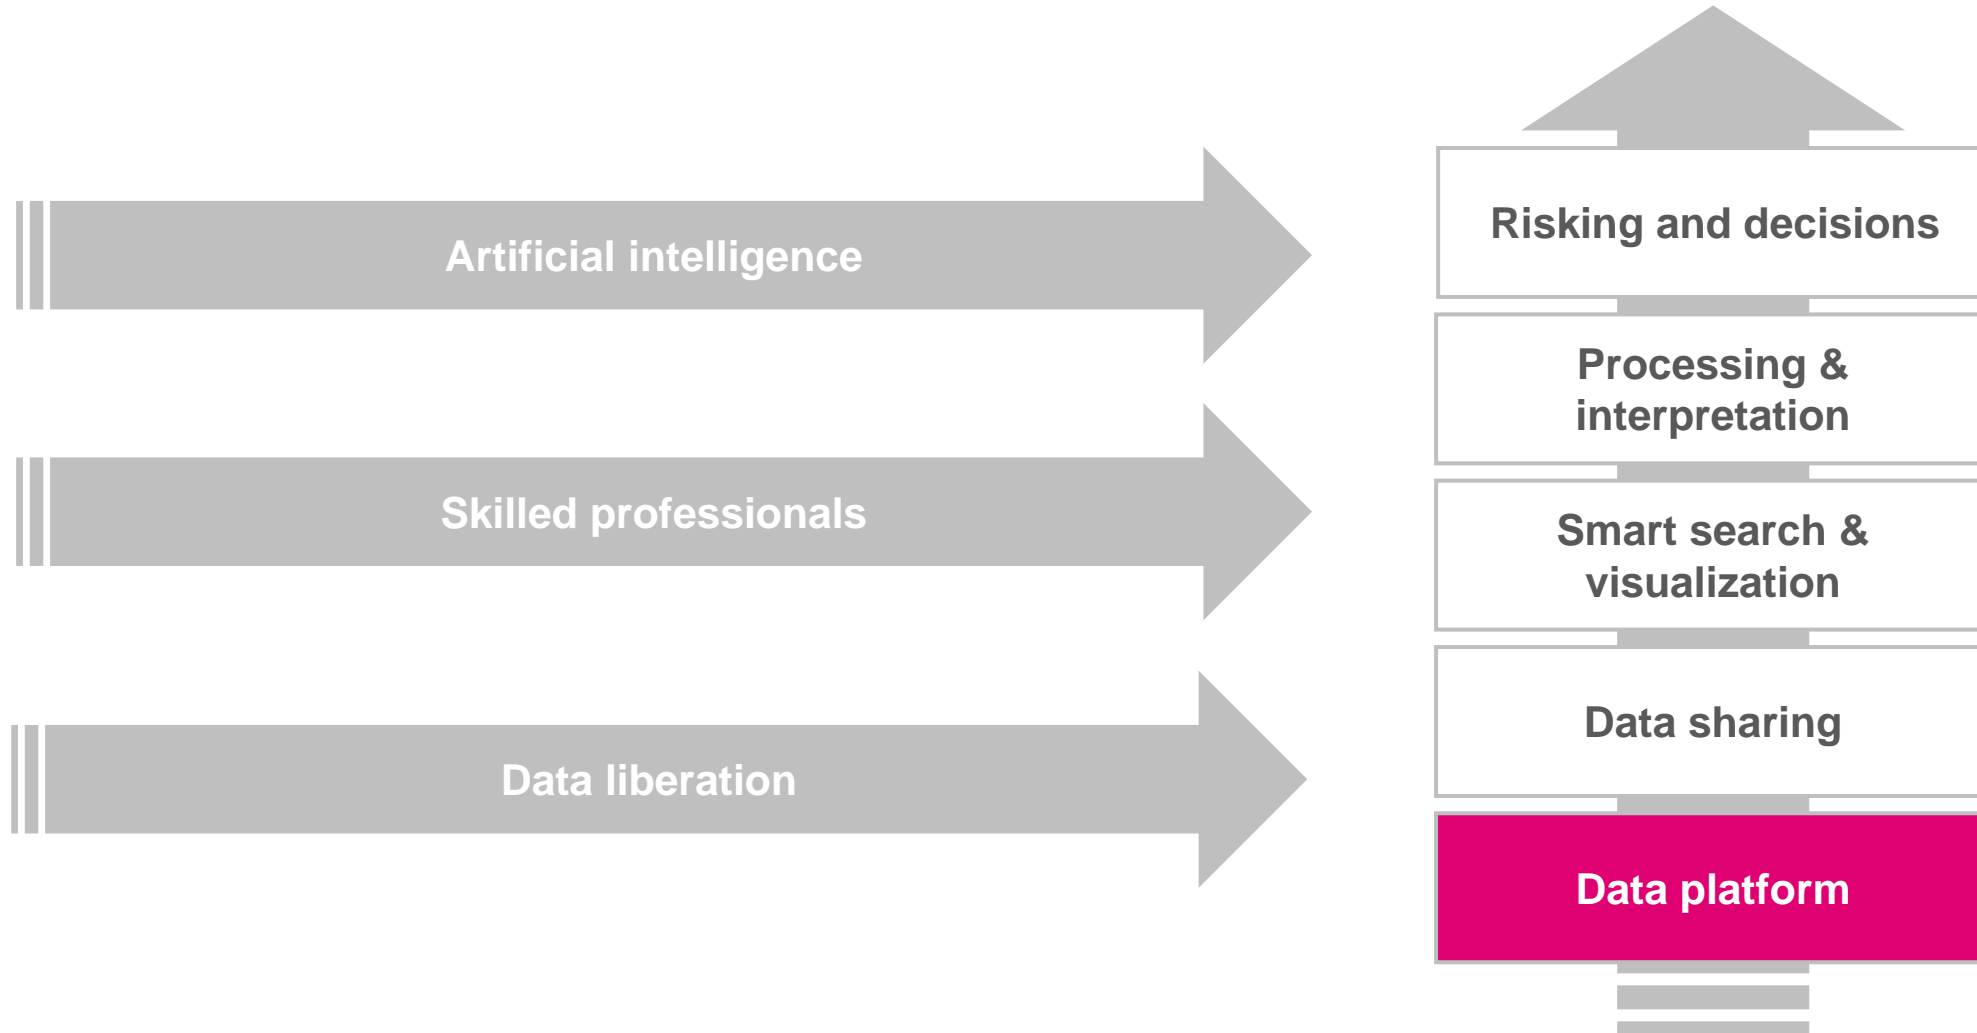 Artificial intelligence
Skilled professionals
Data liberation
Risking and decisions
Processing &
interpretation
Smart search &
visualization
Data sharing
Data platform